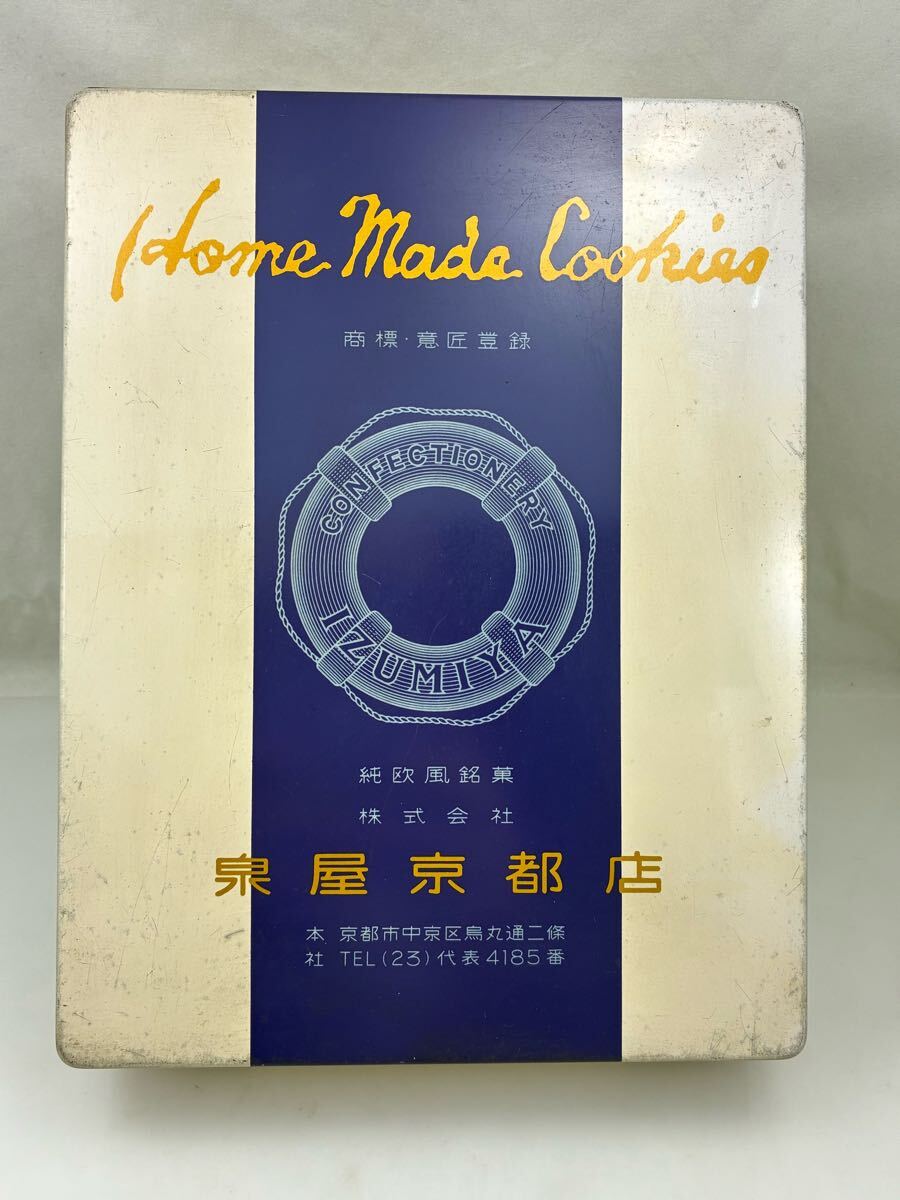 Home Made Cookies
商標・意匠登録
CONFECTIONERY
IZUMIYA
純欧風銘菓
株式会社
泉屋京都店
本社 京都市中京区烏丸通二條
TEL(23)代表4185番